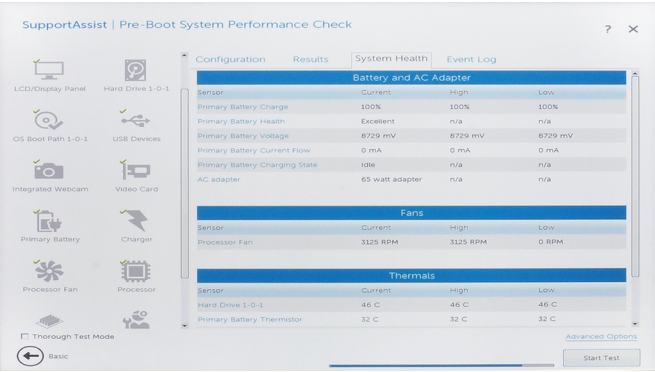 SupportAssist | Pre-Boot System Performance Check
? ×
Configuration Results System Health Event Log
LCD/Display Panel Hard Drive 1-0-1
OS Boot Path 1-0-1 USB Devices
Integrated Webcam Video Card
Primary Battery Charger
Processor Fan Processor
Battery and AC Adapter
Sensor Current High Low
Primary Battery Charge 100% 100% 100%
Primary Battery Health Excellent n/a n/a
Primary Battery Voltage 8729 mV 8729 mV 8729 mV
Primary Battery Current Flow 0 mA 0 mA 0 mA
Primary Battery Charging State Idle n/a n/a
AC adapter 65 watt adapter n/a n/a
Fans
Sensor Current High Low
Processor Fan 3125 RPM 3125 RPM 0 RPM
Thermals
Sensor Current High Low
Hard Drive 1-0-1 46 C 46 C 46 C
Primary Battery Thermistor 32 C 32 C 32 C
Thorough Test Mode
Advanced Options
Basic
Start Test